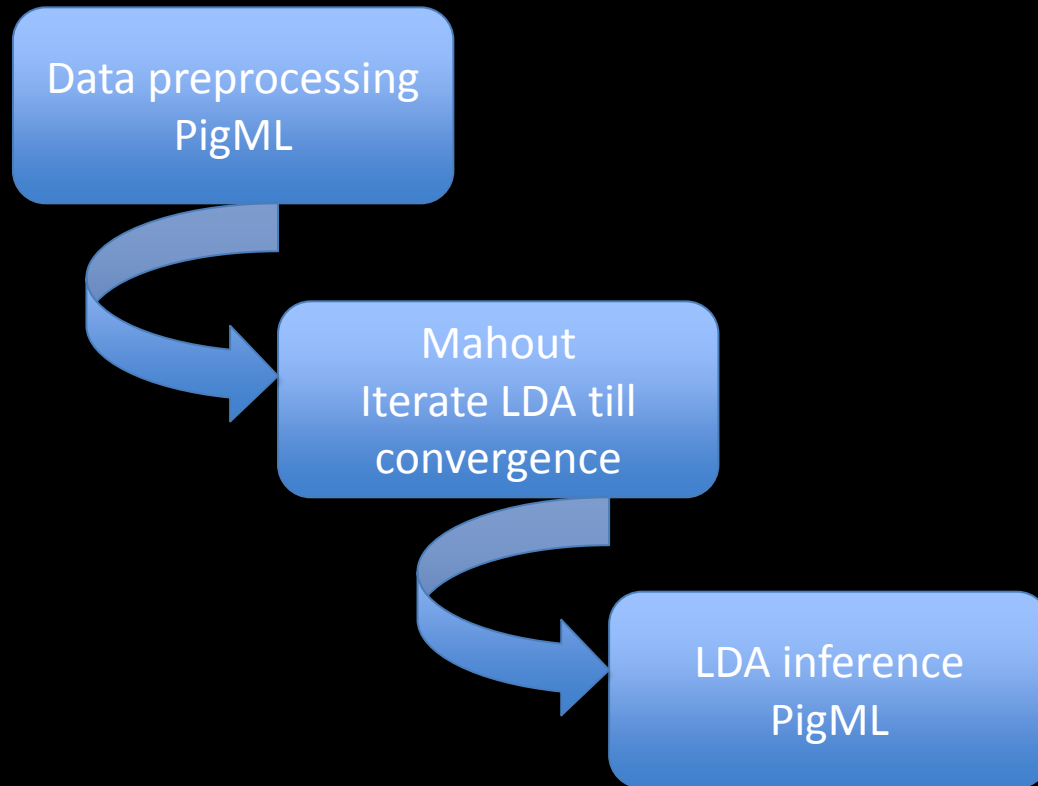 Data preprocessing
PigML
Mahout
Iterate LDA till
convergence
LDA inference
PigML